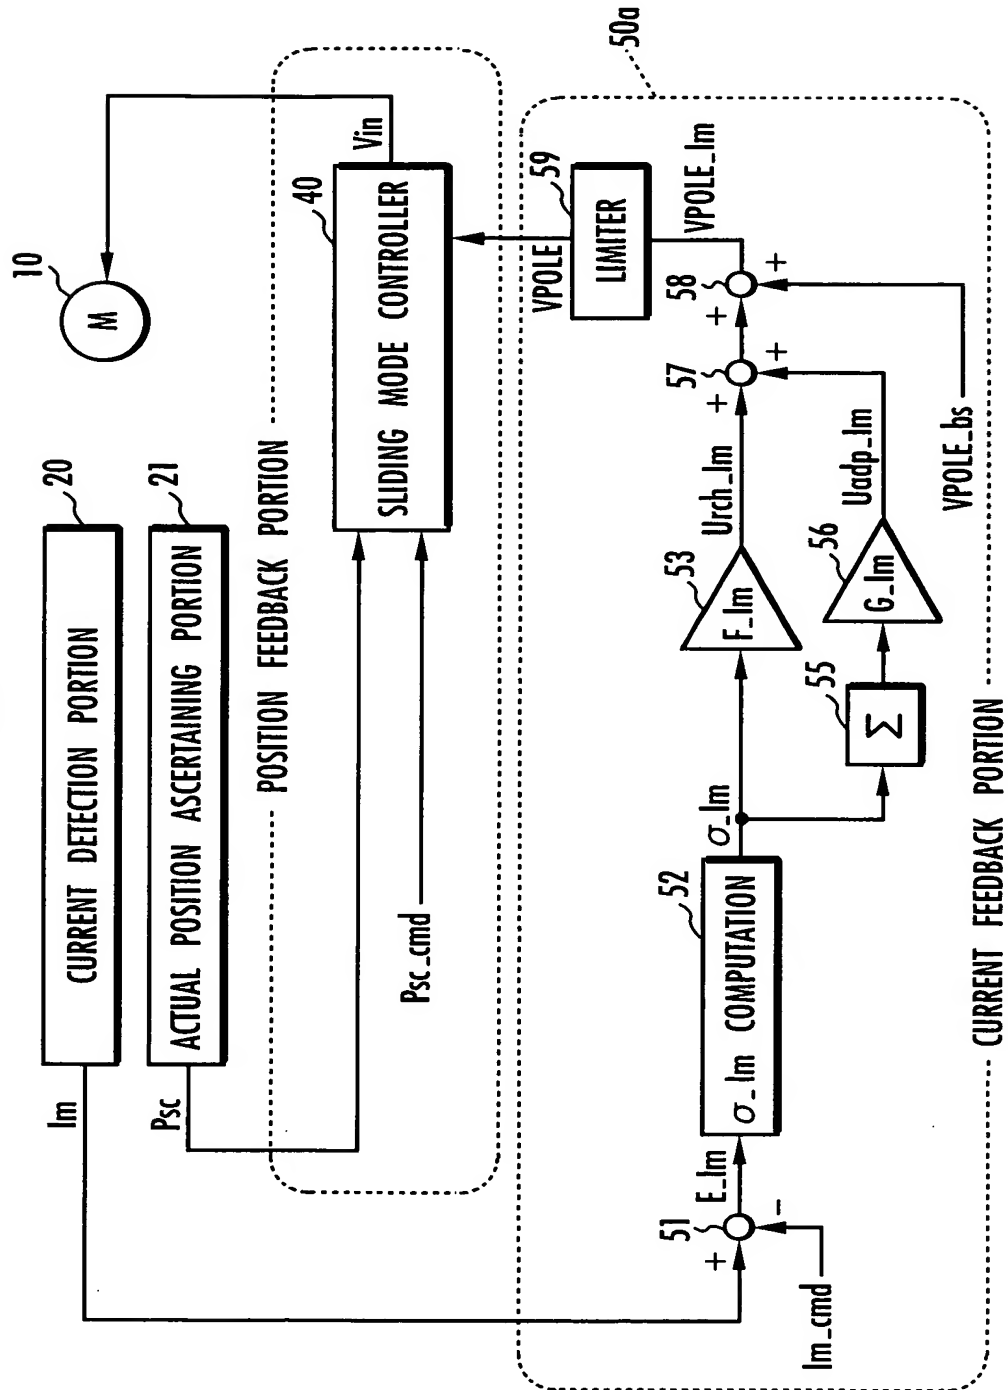 20
CURRENT DETECTION PORTION
Im
21
ACTUAL POSITION ASCERTAINING PORTION
Psc
10
M
POSITION FEEDBACK PORTION
40
SLIDING MODE CONTROLLER
Vin
Psc_cmd
50a
VPOLE
59
LIMITER
VPOLE_Im
51
+
-
E_Im
Im_cmd
52
σ_Im COMPUTATION
σ_Im
53
F_Im
Urch_Im
57
+
+
58
+
+
55
Σ
56
G_Im
Uadp_Im
VPOLE_bs
CURRENT FEEDBACK PORTION